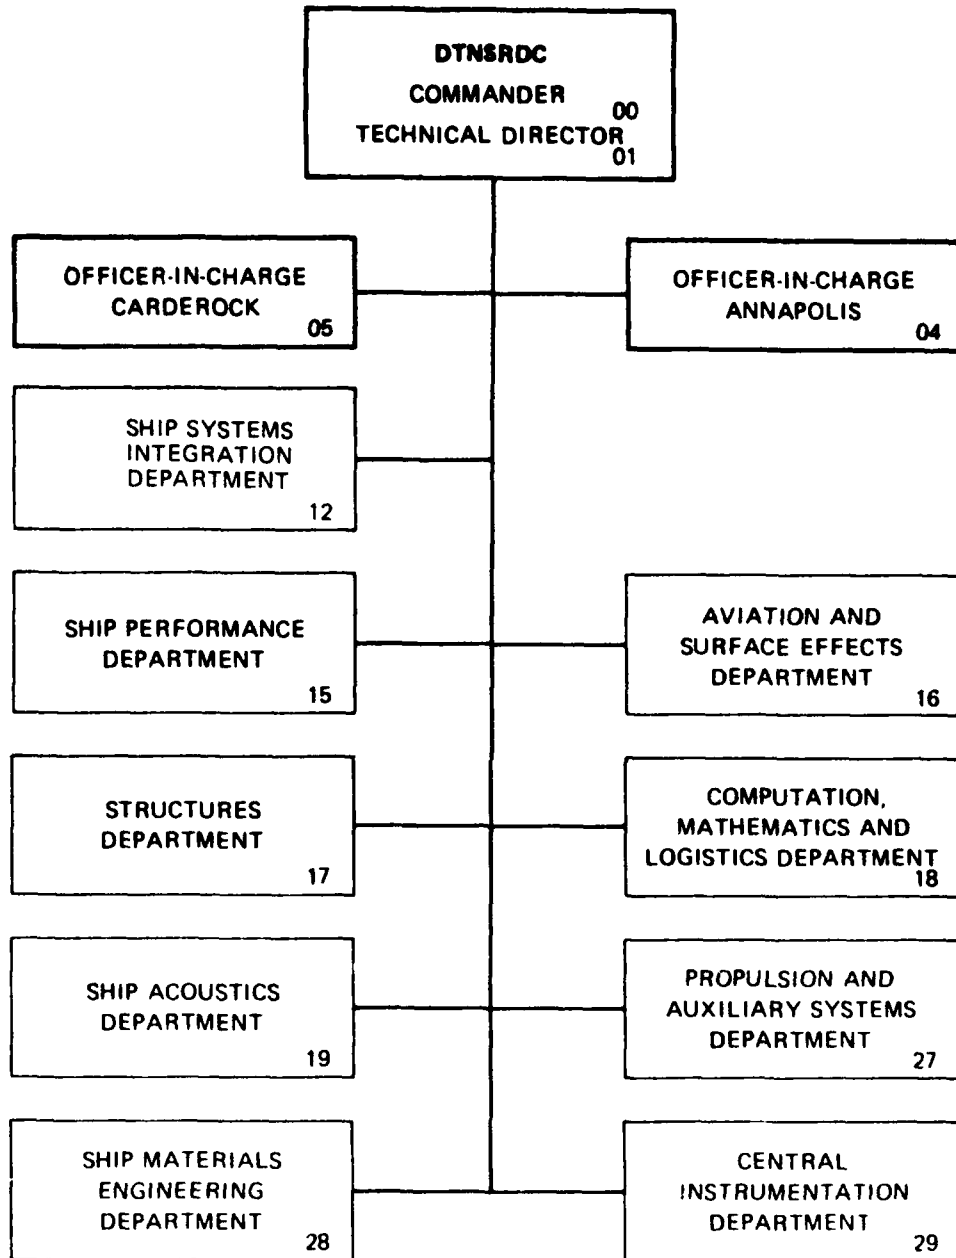 DTNSRDC
COMMANDER
00
TECHNICAL DIRECTOR
01
OFFICER-IN-CHARGE
CARDEROCK
05
OFFICER-IN-CHARGE
ANNAPOLIS
04
SHIP SYSTEMS
INTEGRATION
DEPARTMENT
12
SHIP PERFORMANCE
DEPARTMENT
15
AVIATION AND
SURFACE EFFECTS
DEPARTMENT
16
STRUCTURES
DEPARTMENT
17
COMPUTATION,
MATHEMATICS AND
LOGISTICS DEPARTMENT
18
SHIP ACOUSTICS
DEPARTMENT
19
PROPULSION AND
AUXILIARY SYSTEMS
DEPARTMENT
27
SHIP MATERIALS
ENGINEERING
DEPARTMENT
28
CENTRAL
INSTRUMENTATION
DEPARTMENT
29